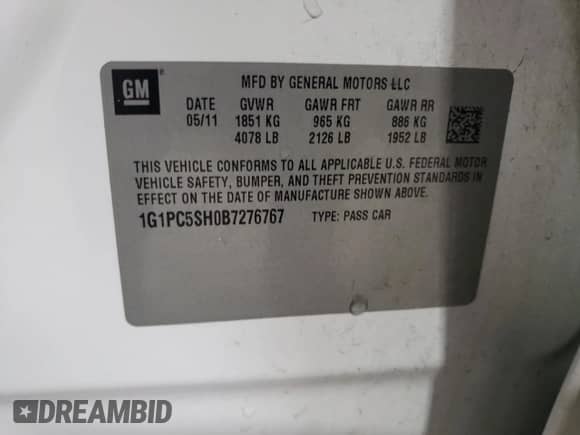 GM ®
MFD BY GENERAL MOTORS LLC
DATE GVWR GAWR FRT GAWR RR
05/11 1851 KG 965 KG 886 KG
4078 LB 2126 LB 1952 LB
THIS VEHICLE CONFORMS TO ALL APPLICABLE U.S. FEDERAL MOTOR
VEHICLE SAFETY, BUMPER, AND THEFT PREVENTION STANDARDS IN
EFFECT ON THE DATE OF MANUFACTURE SHOWN ABOVE.
1G1PC5SH0B7276767 TYPE: PASS CAR
DREAMBID